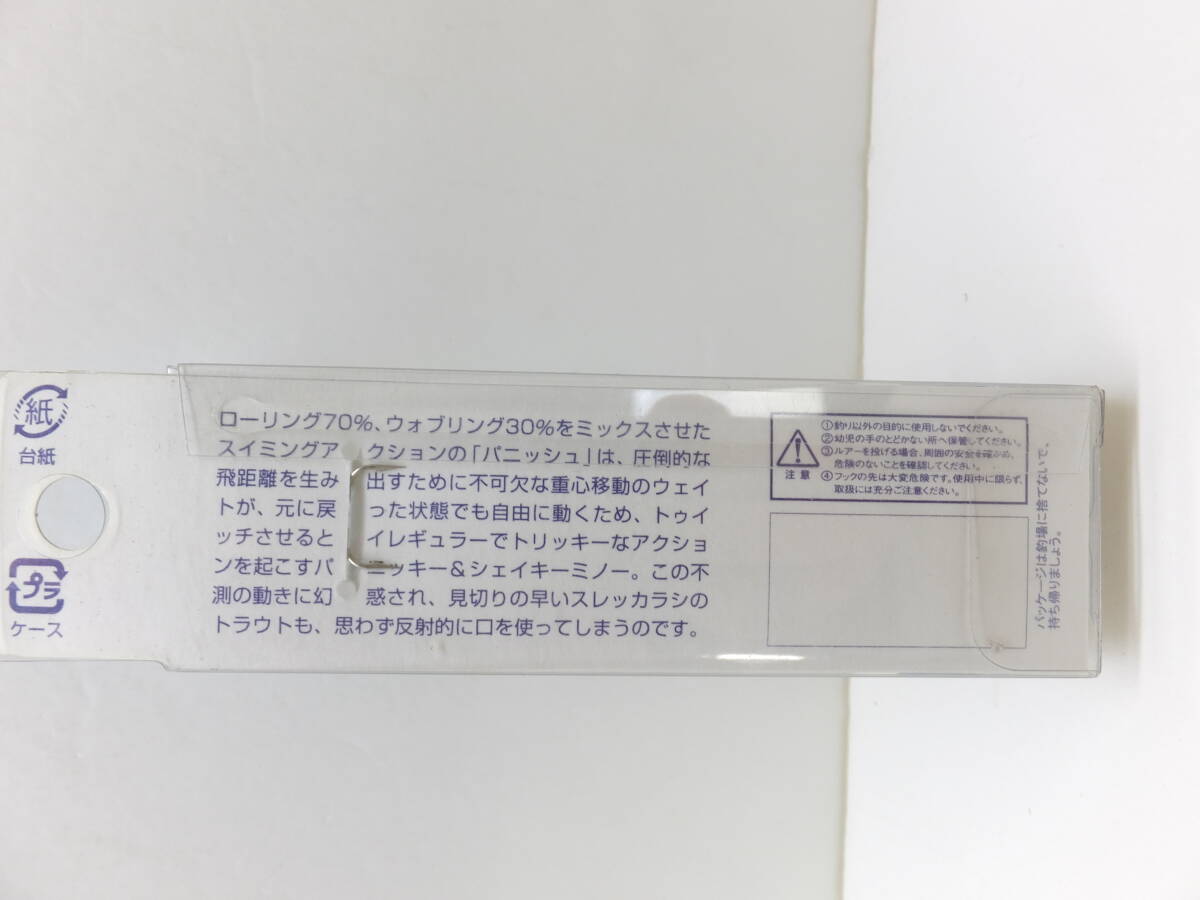 紙
台紙
プラ
ケース
ローリング70%、ウォブリング30%をミックスさせた
スイミングア クションの「パニッシュ」は、圧倒的な
飛距離を生み 出すために不可欠な重心移動のウェイ
トが、元に戻 った状態でも自由に動くため、トゥイ
ッチさせると イレギュラーでトリッキーなアクショ
ンを起こすパ ニッキー&シェイキーミノー。この不
測の動きに幻 惑され、見切りの早いスレッカラシの
トラウトも、思わず反射的に口を使ってしまうのです。
注意
①釣り以外の目的に使用しないでください。
②幼児の手のとどかない所へ保管してください。
③ルアーを投げる場合、周囲の安全を確かめ、
危険のないことを確認してください。
④フックの先は大変危険です。使用中に限らず、
取扱には充分ご注意ください。
パッケージは釣場に捨てないで、
持ち帰りましょう。